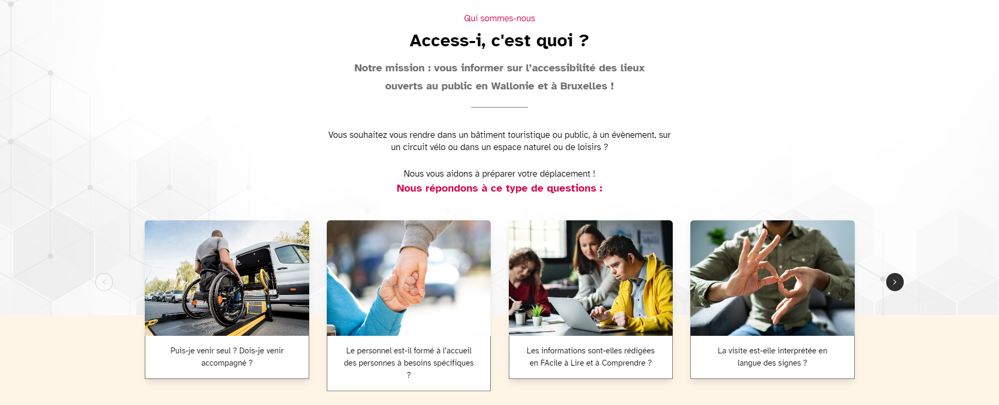 Qui sommes-nous
Access-i, c'est quoi ?
Notre mission : vous informer sur l’accessibilité des lieux
ouverts au public en Wallonie et à Bruxelles !
Vous souhaitez vous rendre dans un bâtiment touristique ou public, à un évènement, sur
un circuit vélo ou dans un espace naturel ou de loisirs ?
Nous vous aidons à préparer votre déplacement !
Nous répondons à ce type de questions :
Puis-je venir seul ? Dois-je venir
accompagné ?
Le personnel est-il formé à l’accueil
des personnes à besoins spécifiques
?
Les informations sont-elles rédigées
en FAcile à Lire et à Comprendre ?
La visite est-elle interprétée en
langue des signes ?